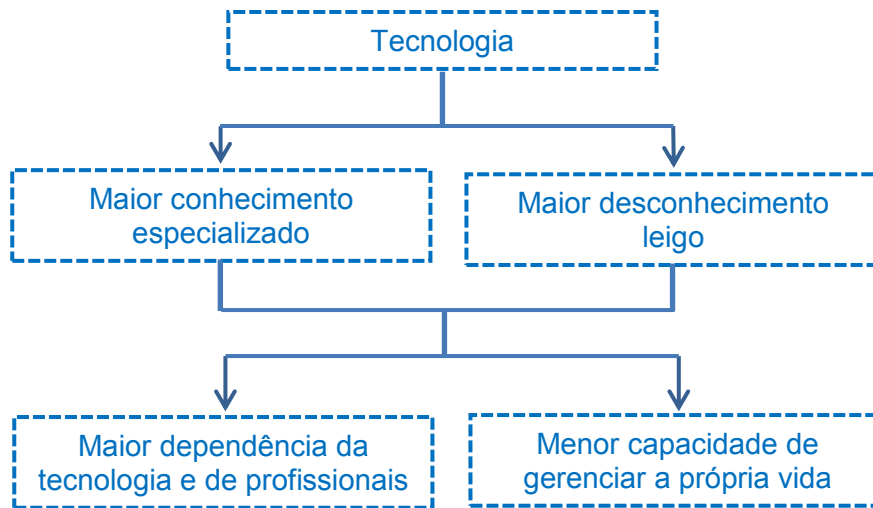 Tecnologia
Maior conhecimento
especializado
Maior desconhecimento
leigo
Maior dependência da
tecnologia e de profissionais
Menor capacidade de
gerenciar a própria vida